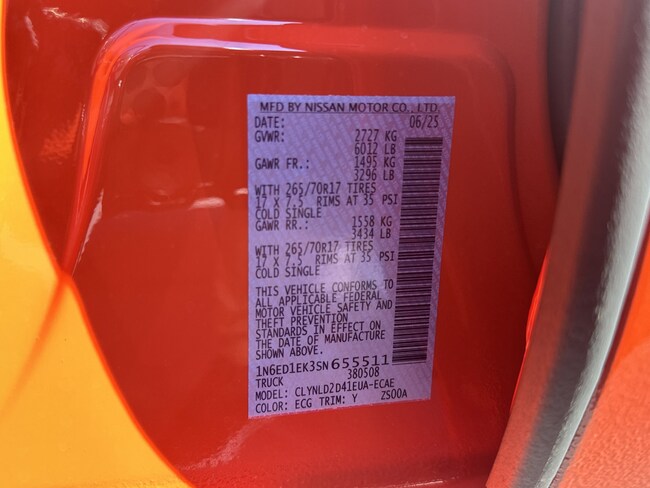 MFD BY NISSAN MOTOR CO., LTD.
DATE: 06/25
GVWR: 2727 KG
6012 LB
GAWR FR.: 1495 KG
3296 LB
WITH 265/70R17 TIRES
17 X 7.5 RIMS AT 35 PSI
COLD SINGLE
GAWR RR.: 1558 KG
3434 LB
WITH 265/70R17 TIRES
17 X 7.5 RIMS AT 35 PSI
COLD SINGLE
THIS VEHICLE CONFORMS TO
ALL APPLICABLE FEDERAL
MOTOR VEHICLE SAFETY AND
THEFT PREVENTION
STANDARDS IN EFFECT ON
THE DATE OF MANUFACTURE
SHOWN ABOVE.
1N6ED1EK3SN655511
TRUCK 380508
MODEL: CLYNLD2D41EUA-ECAE
COLOR: ECG TRIM: Y ZS00A